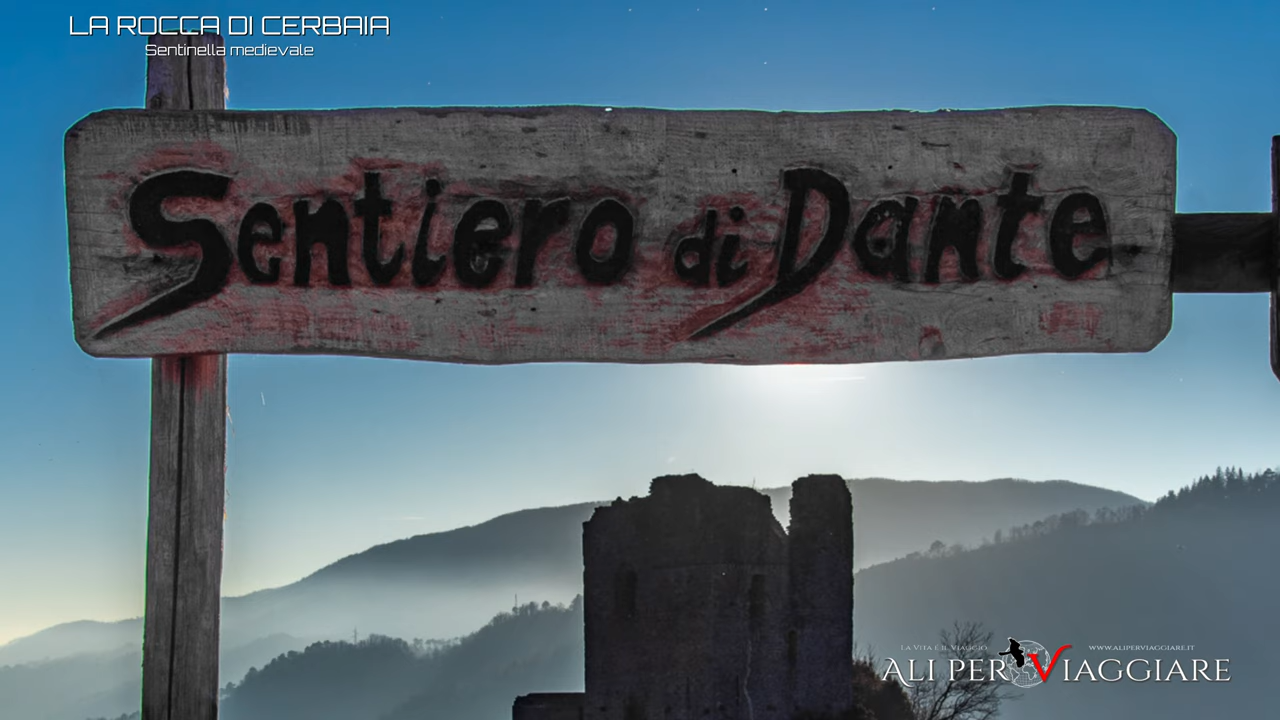 LA ROCCA DI CERBAIA
Sentinella medievale
Sentiero di Dante
LA VITA È IL VIAGGIO
WWW.ALIPERVIAGGIARE.IT
ALI PER VIAGGIARE